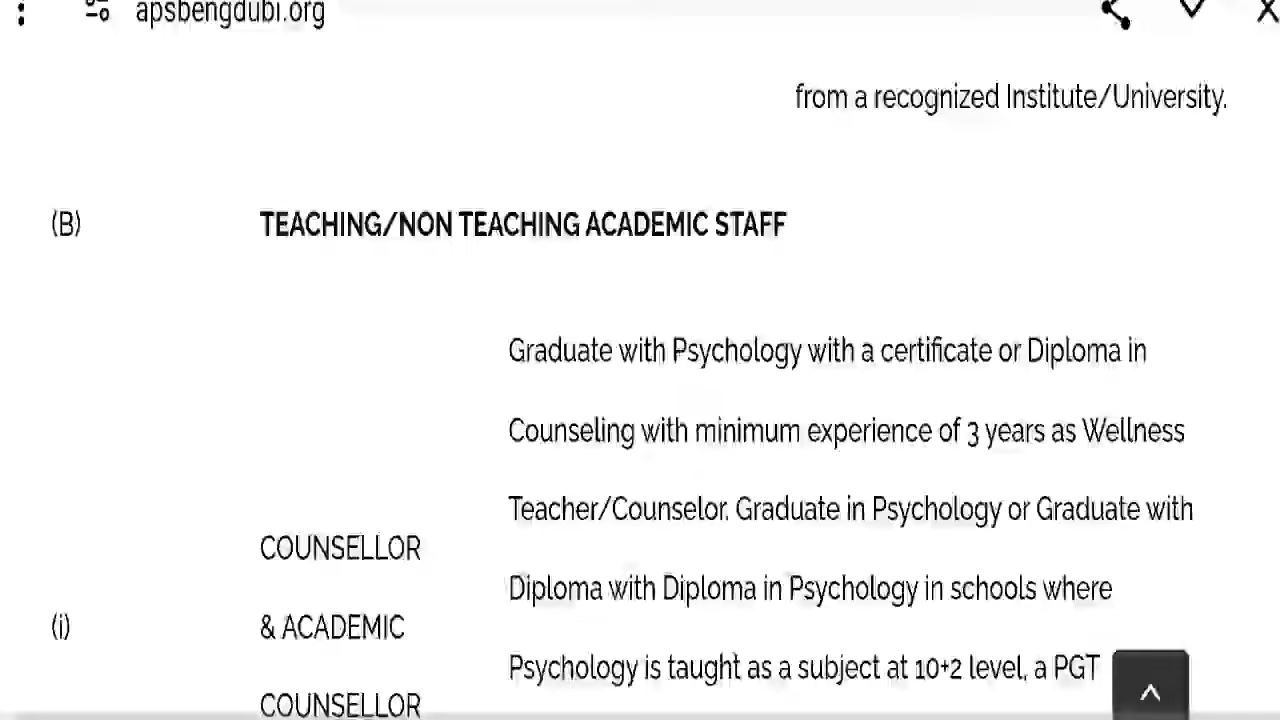 apsbengdubi.org
from a recognized Institute/University.
(B) TEACHING/NON TEACHING ACADEMIC STAFF
Graduate with Psychology with a certificate or Diploma in
Counseling with minimum experience of 3 years as Wellness
Teacher/Counselor. Graduate in Psychology or Graduate with
COUNSELLOR
Diploma with Diploma in Psychology in schools where
(i) & ACADEMIC
Psychology is taught as a subject at 10+2 level, a PGT
COUNSELLOR